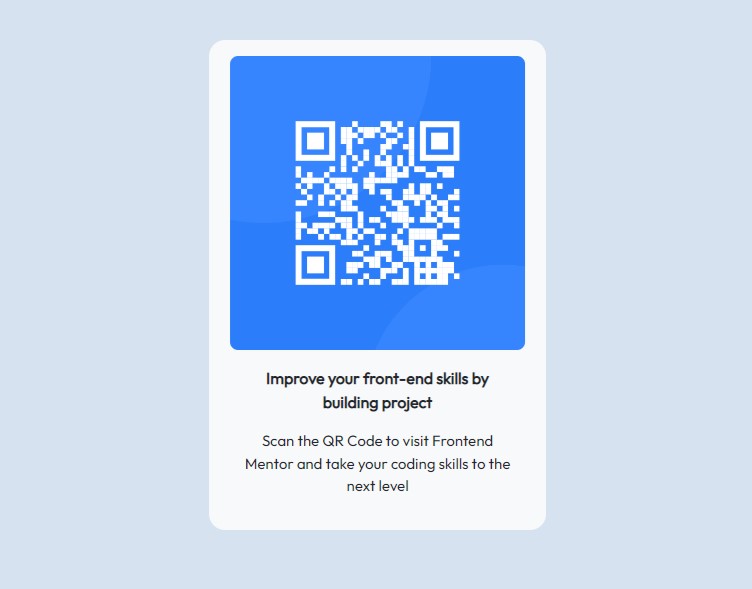 Improve your front-end skills by
building project
Scan the QR Code to visit Frontend
Mentor and take your coding skills to the
next level